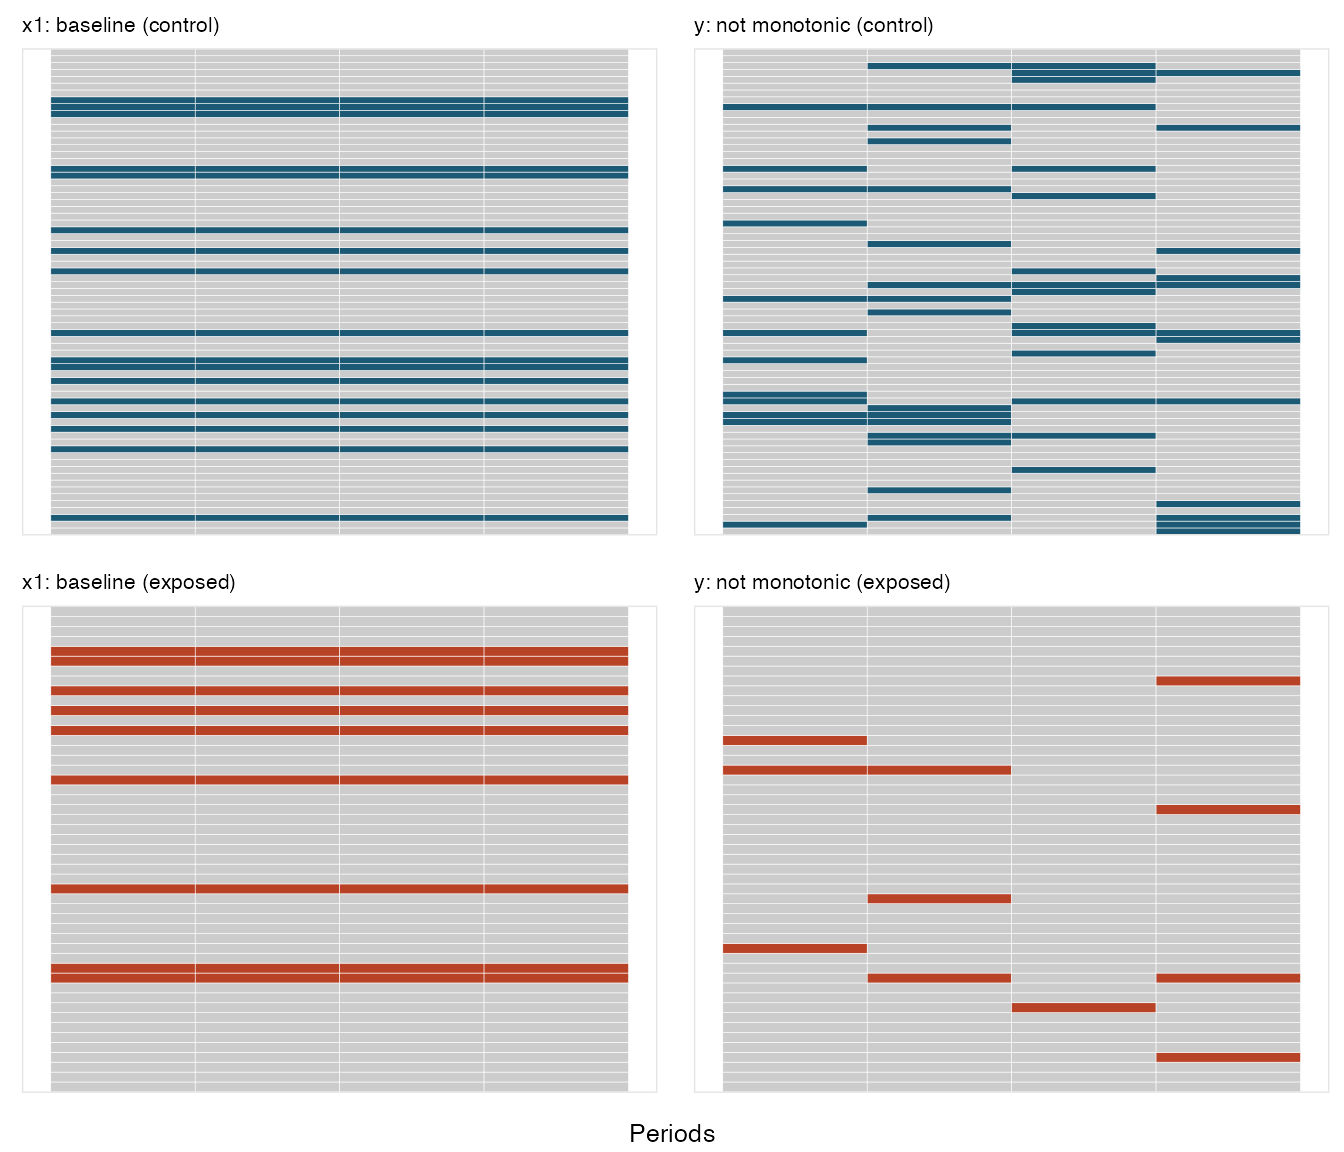 x1: baseline (control)
y: not monotonic (control)
x1: baseline (exposed)
y: not monotonic (exposed)
Periods